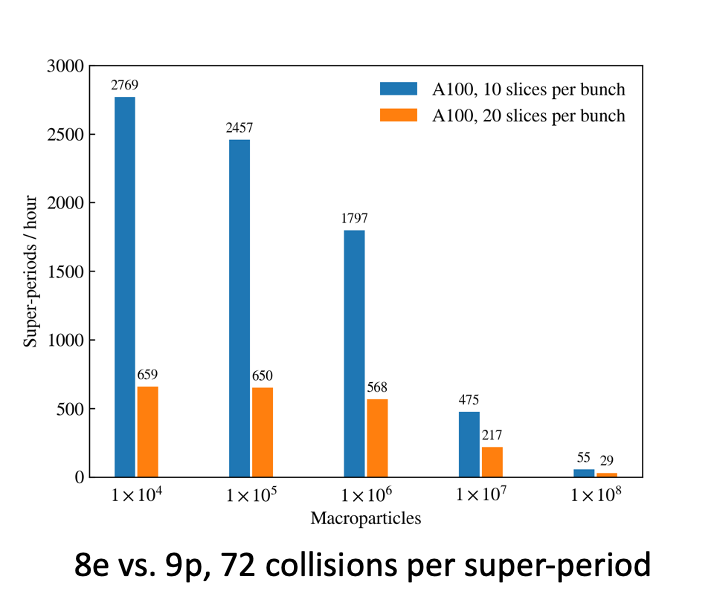 3000
2500
2000
1500
1000
500
0
Super-periods / hour
A100, 10 slices per bunch
A100, 20 slices per bunch
2769
659
2457
650
1797
568
475
217
55
29
1 × 10⁴
1 × 10⁵
1 × 10⁶
1 × 10⁷
1 × 10⁸
Macroparticles
8e vs. 9p, 72 collisions per super-period